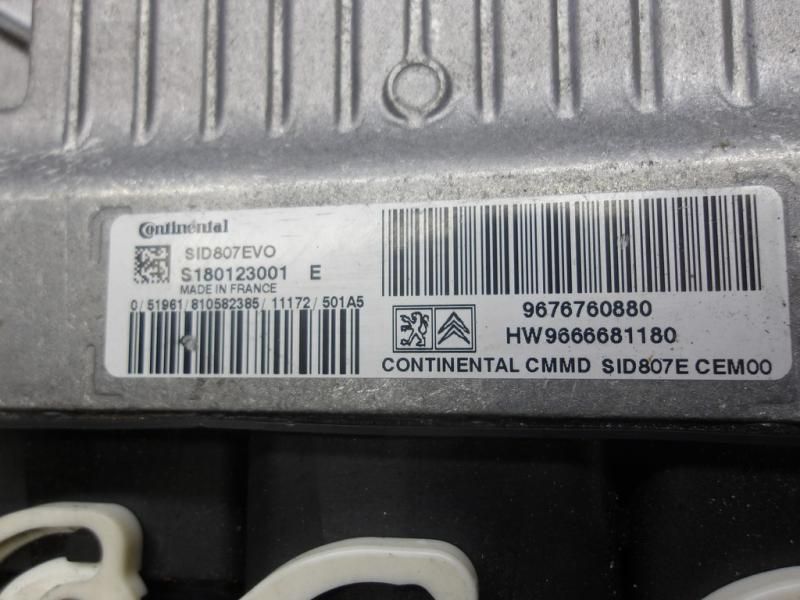 Continental
SID807EVO
S180123001 E
MADE IN FRANCE
0/51961/810582385/11172/501A5
9676760880
HW9666681180
CONTINENTAL CMMD SID807E CEM00